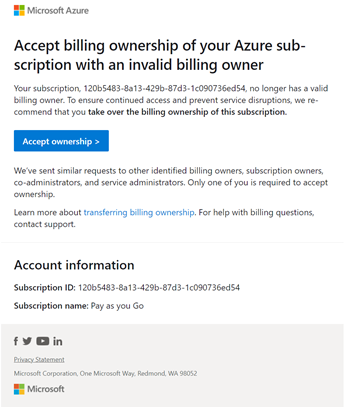 Microsoft Azure
Accept billing ownership of your Azure sub-
scription with an invalid billing owner
Your subscription, 120b5483-8a13-429b-87d3-1c090736ed54, no longer has a valid
billing owner. To ensure continued access and prevent service disruptions, we re-
commend that you take over the billing ownership of this subscription.
Accept ownership >
We've sent similar requests to other identified billing owners, subscription owners,
co-administrators, and service administrators. Only one of you is required to accept
ownership.
Learn more about transferring billing ownership. For help with billing questions,
contact support.
Account information
Subscription ID: 120b5483-8a13-429b-87d3-1c090736ed54
Subscription name: Pay as you Go
Privacy Statement
Microsoft Corporation, One Microsoft Way, Redmond, WA 98052
Microsoft